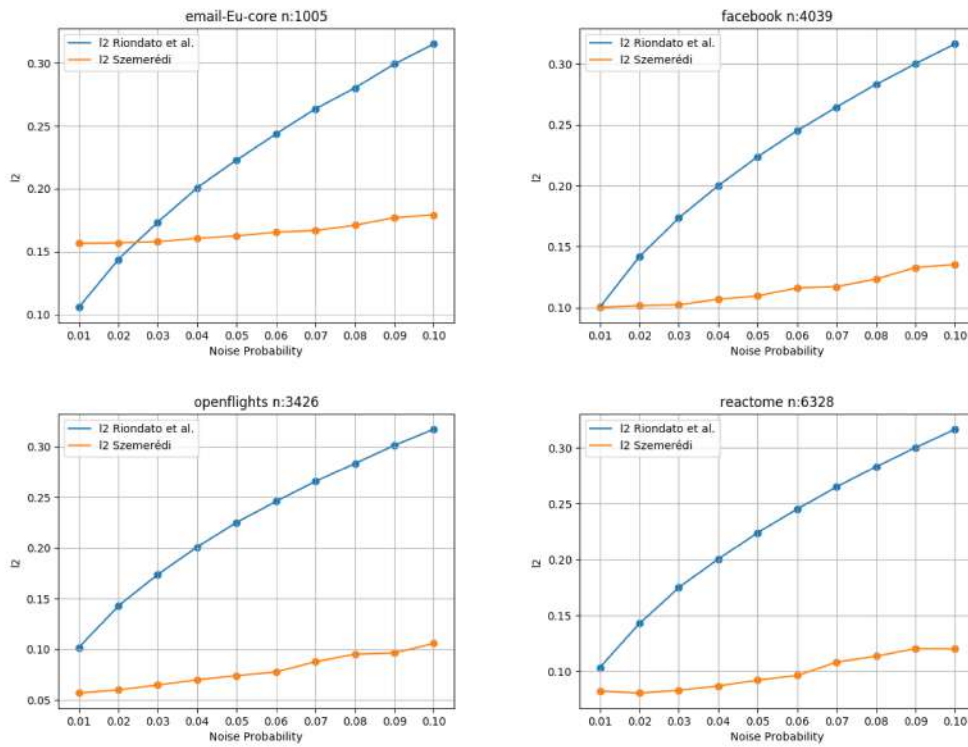 email-Eu-core n:1005
l2 Riondato et al.
l2 Szemerédi
0.30
0.25
0.20
0.15
0.10
l2
0.01 0.02 0.03 0.04 0.05 0.06 0.07 0.08 0.09 0.10
Noise Probability
facebook n:4039
l2 Riondato et al.
l2 Szemerédi
0.30
0.25
0.20
0.15
0.10
l2
0.01 0.02 0.03 0.04 0.05 0.06 0.07 0.08 0.09 0.10
Noise Probability
openflights n:3426
l2 Riondato et al.
l2 Szemerédi
0.30
0.25
0.20
0.15
0.10
0.05
l2
0.01 0.02 0.03 0.04 0.05 0.06 0.07 0.08 0.09 0.10
Noise Probability
reactome n:6328
l2 Riondato et al.
l2 Szemerédi
0.30
0.25
0.20
0.15
0.10
l2
0.01 0.02 0.03 0.04 0.05 0.06 0.07 0.08 0.09 0.10
Noise Probability